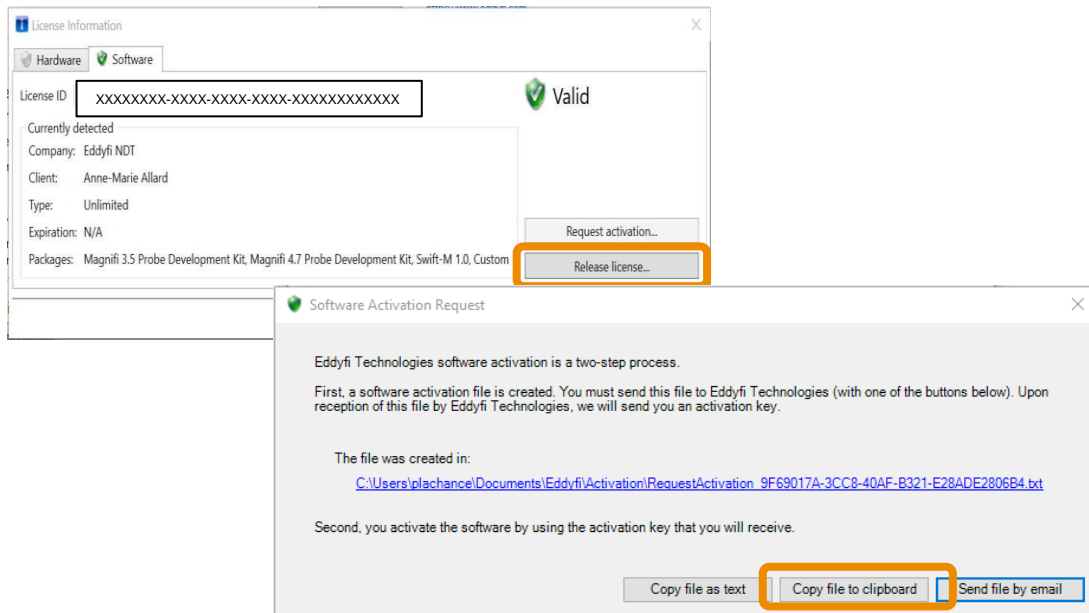 License Information
Hardware
Software
License ID
XXXXXXXX-XXXX-XXXX-XXXX-XXXXXXXXXXXX
Valid
Currently detected
Company: Eddyfi NDT
Client: Anne-Marie Allard
Type: Unlimited
Expiration: N/A
Packages: Magnifi 3.5 Probe Development Kit, Magnifi 4.7 Probe Development Kit, Swift-M 1.0, Custom
Request activation...
Release license...
Software Activation Request
Eddyfi Technologies software activation is a two-step process.
First, a software activation file is created. You must send this file to Eddyfi Technologies (with one of the buttons below). Upon
reception of this file by Eddyfi Technologies, we will send you an activation key.
The file was created in:
C:\Users\plachance\Documents\Eddyfi\Activation\RequestActivation_9F69017A-3CC8-40AF-B321-E28ADE2806B4.txt
Second, you activate the software by using the activation key that you will receive.
Copy file as text
Copy file to clipboard
Send file by email